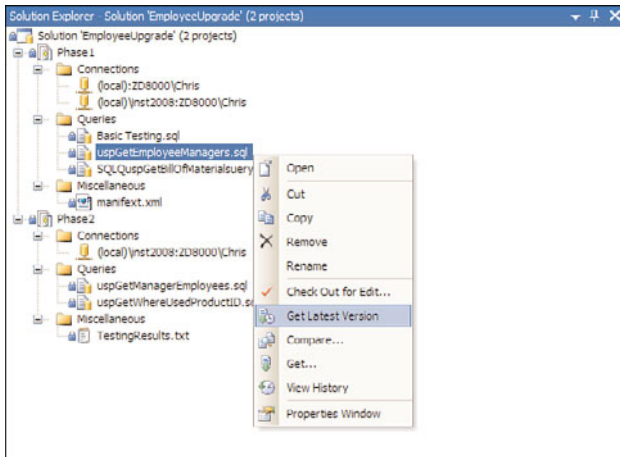 Solution Explorer - Solution 'EmployeeUpgrade' (2 projects)
Solution 'EmployeeUpgrade' (2 projects)
Phase1
Connections
(local):ZD8000\Chris
(local)\inst2008:ZD8000\Chris
Queries
Basic Testing.sql
uspGetEmployeeManagers.sql
SQLQuspGetBillOfMaterialsuery
Miscellaneous
manifext.xml
Phase2
Connections
(local)\inst2008:ZD8000\Chris
Queries
uspGetManagerEmployees.sql
uspGetWhereUsedProductID.s
Miscellaneous
TestingResults.txt
Open
Cut
Copy
Remove
Rename
Check Out for Edit...
Get Latest Version
Compare...
Get...
View History
Properties Window